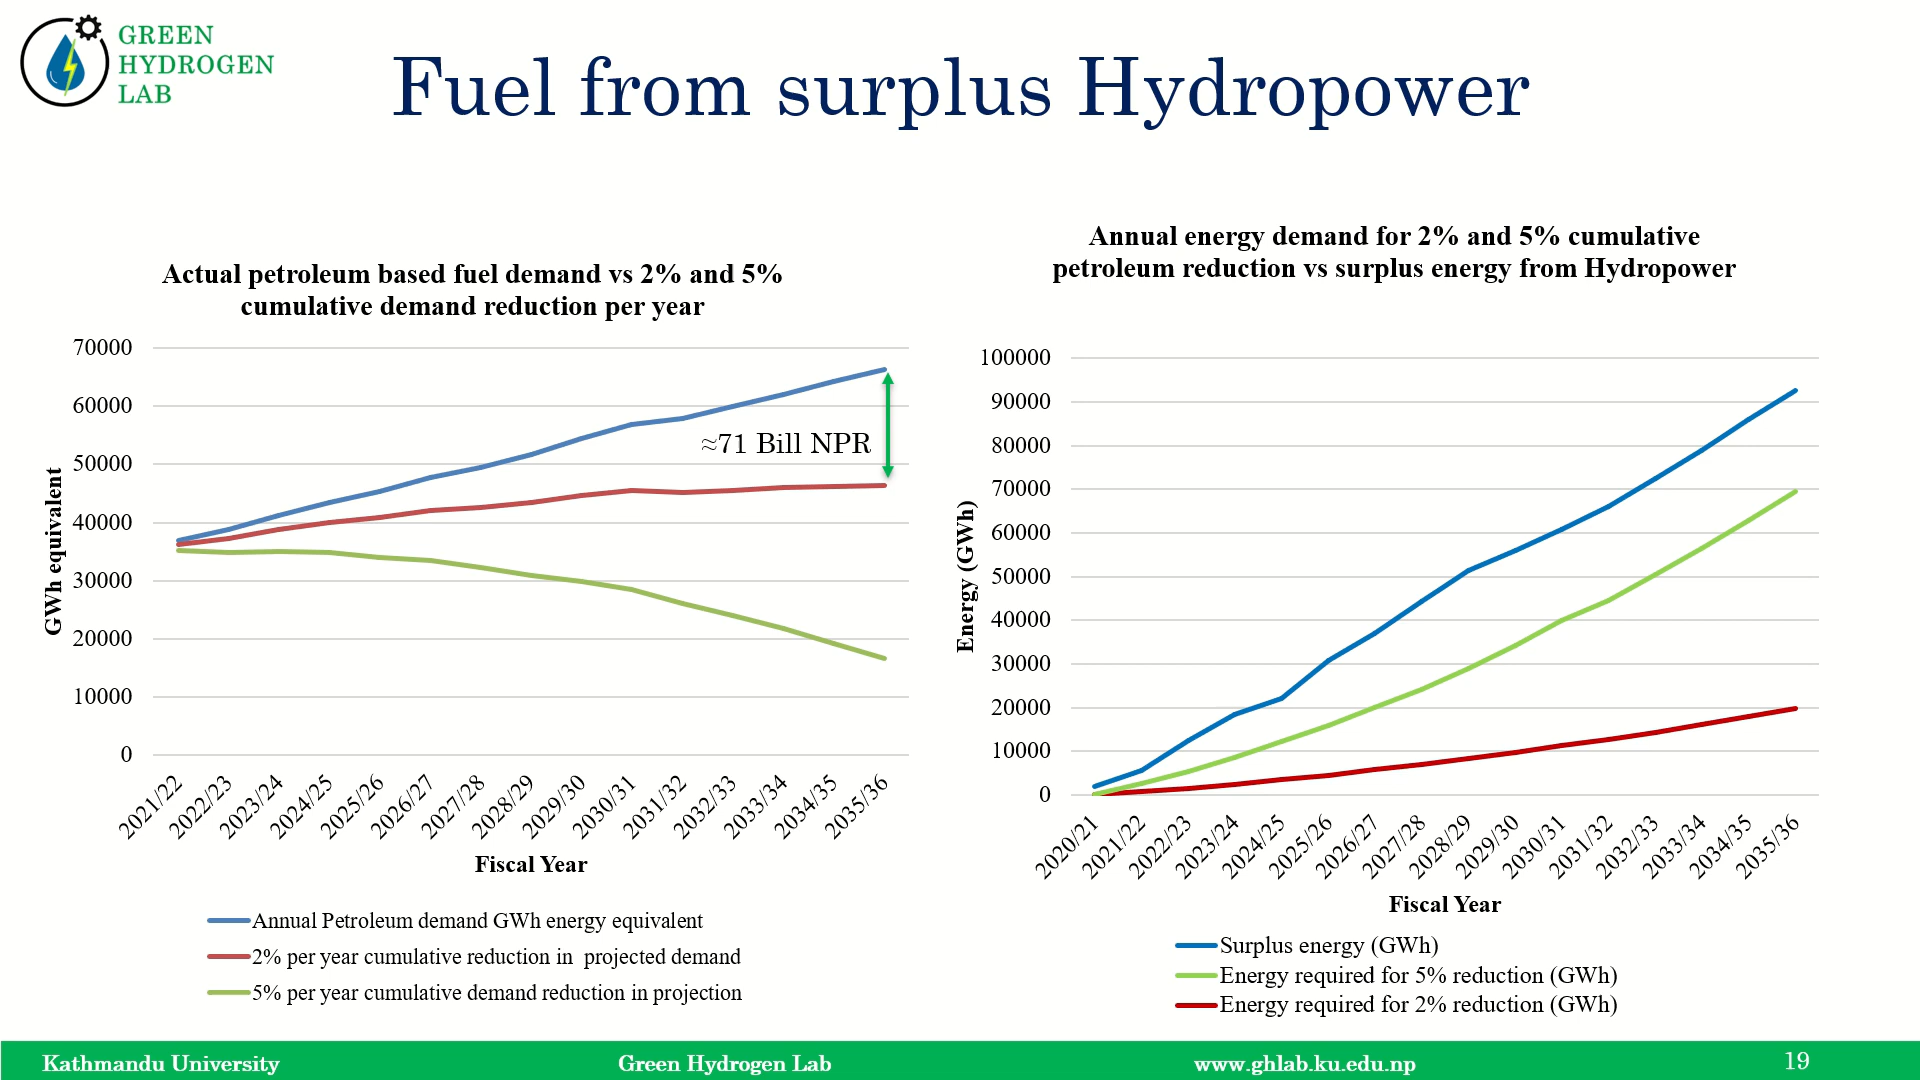 GREEN
HYDROGEN
LAB
Fuel from surplus Hydropower
Actual petroleum based fuel demand vs 2% and 5%
cumulative demand reduction per year
70000
60000
50000
40000
30000
20000
10000
0
GWh equivalent
≈71 Bill NPR
2021/22
2022/23
2023/24
2024/25
2025/26
2026/27
2027/28
2028/29
2029/30
2030/31
2031/32
2032/33
2033/34
2034/35
2035/36
Fiscal Year
Annual Petroleum demand GWh energy equivalent
2% per year cumulative reduction in  projected demand
5% per year cumulative demand reduction in projection
Annual energy demand for 2% and 5% cumulative
petroleum reduction vs surplus energy from Hydropower
100000
90000
80000
70000
60000
50000
40000
30000
20000
10000
0
Energy (GWh)
2020/21
2021/22
2022/23
2023/24
2024/25
2025/26
2026/27
2027/28
2028/29
2029/30
2030/31
2031/32
2032/33
2033/34
2034/35
2035/36
Fiscal Year
Surplus energy (GWh)
Energy required for 5% reduction (GWh)
Energy required for 2% reduction (GWh)
Kathmandu University
Green Hydrogen Lab
www.ghlab.ku.edu.np
19